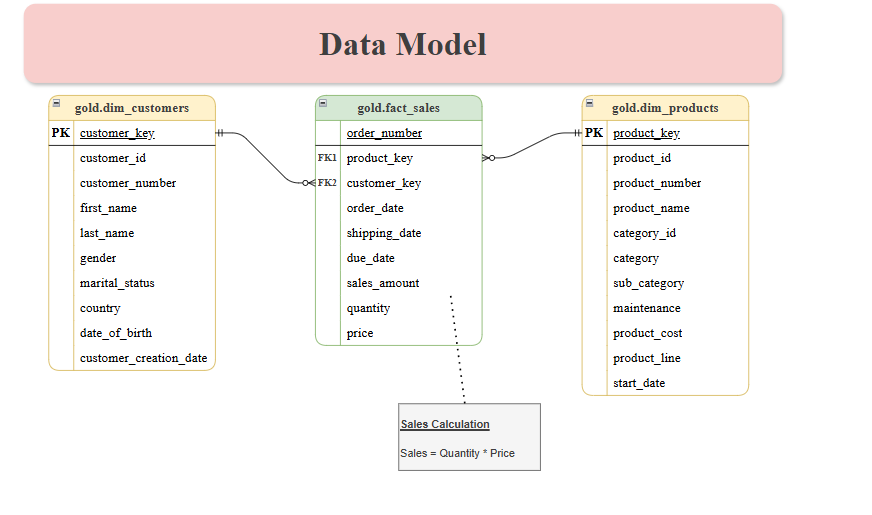 Data Model
gold.dim_customers
PK customer_key
customer_id
customer_number
first_name
last_name
gender
marital_status
country
date_of_birth
customer_creation_date
gold.fact_sales
order_number
FK1 product_key
FK2 customer_key
order_date
shipping_date
due_date
sales_amount
quantity
price
gold.dim_products
PK product_key
product_id
product_number
product_name
category_id
category
sub_category
maintenance
product_cost
product_line
start_date
Sales Calculation
Sales = Quantity * Price